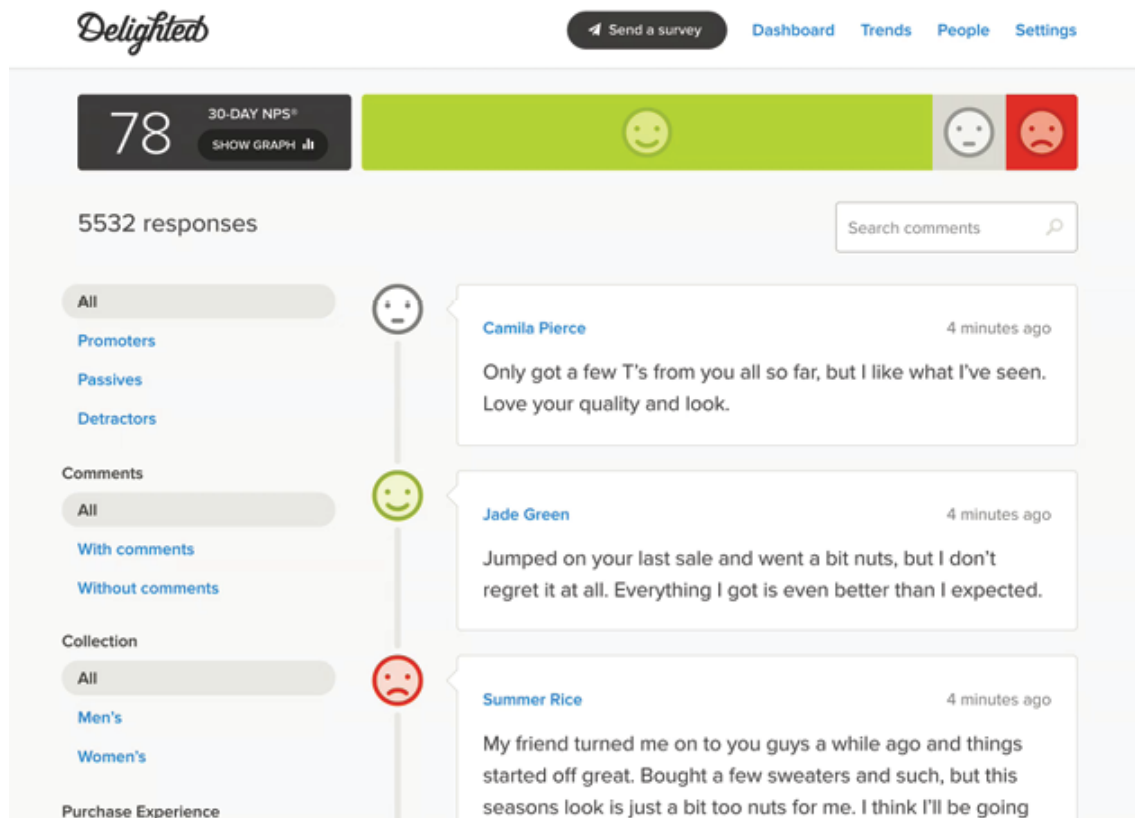 Delighted
Send a survey
Dashboard
Trends
People
Settings
78
30-DAY NPS®
SHOW GRAPH
5532 responses
Search comments
All
Promoters
Passives
Detractors
Comments
All
With comments
Without comments
Collection
All
Men's
Women's
Purchase Experience
Camila Pierce
4 minutes ago
Only got a few T's from you all so far, but I like what I've seen.
Love your quality and look.
Jade Green
4 minutes ago
Jumped on your last sale and went a bit nuts, but I don't
regret it at all. Everything I got is even better than I expected.
Summer Rice
4 minutes ago
My friend turned me on to you guys a while ago and things
started off great. Bought a few sweaters and such, but this
seasons look is just a bit too nuts for me. I think I'll be going